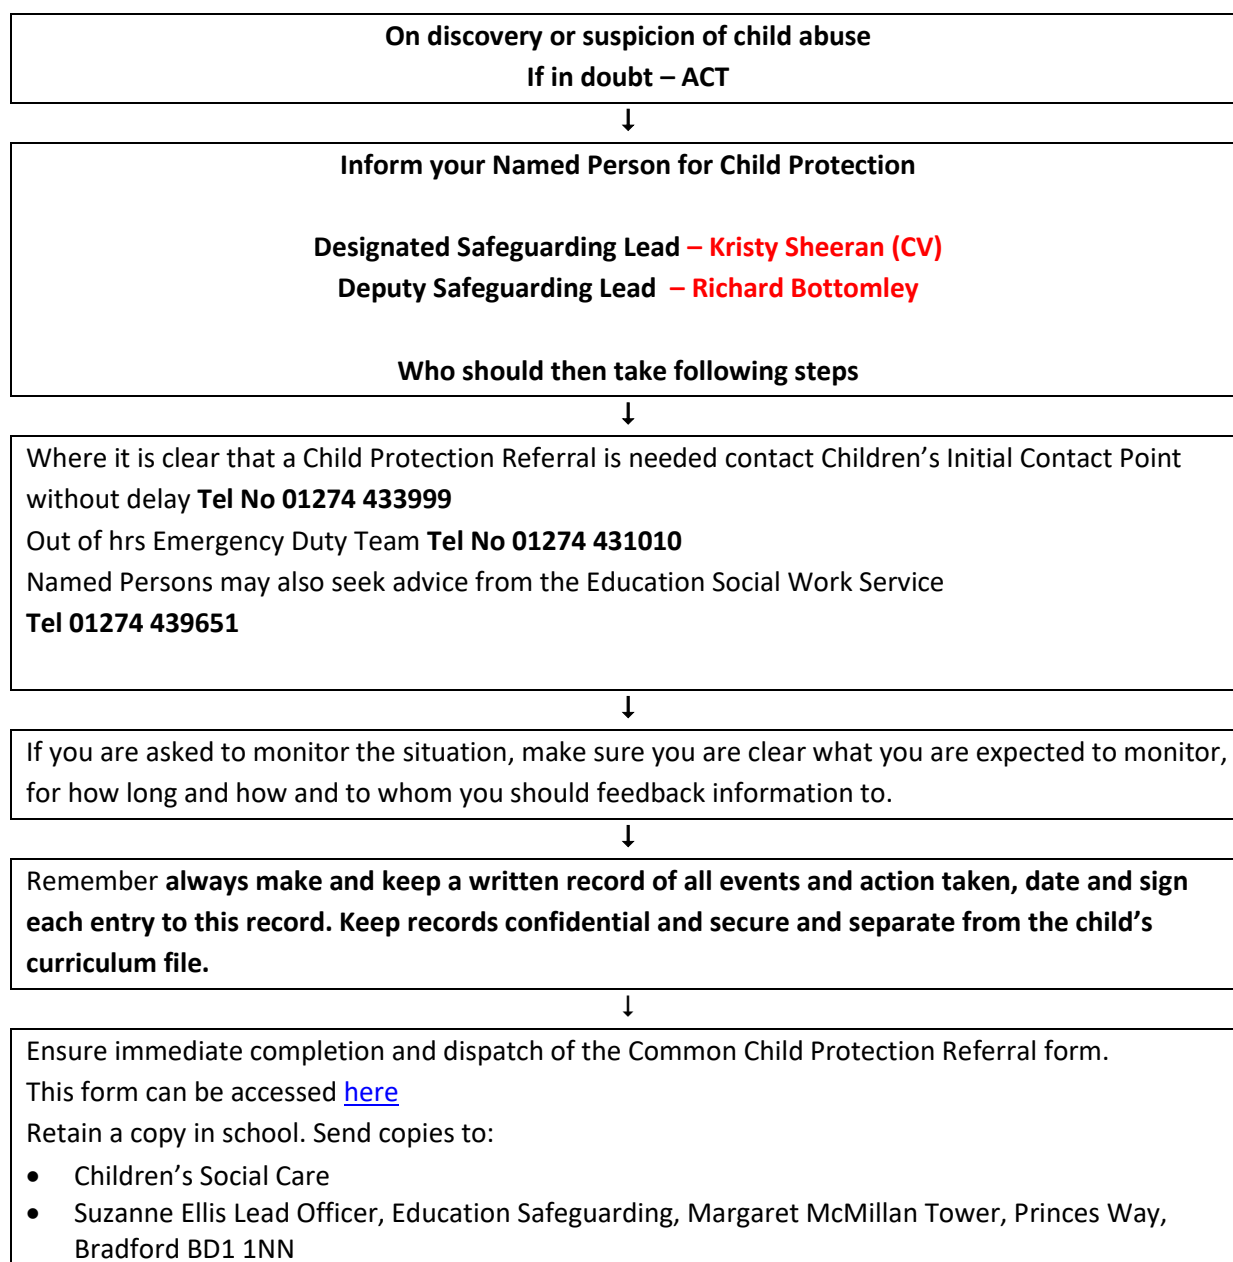 On discovery or suspicion of child abuse
If in doubt – ACT
↓
Inform your Named Person for Child Protection
Designated Safeguarding Lead – Kristy Sheeran (CV)
Deputy Safeguarding Lead  – Richard Bottomley
Who should then take following steps
↓
Where it is clear that a Child Protection Referral is needed contact Children’s Initial Contact Point
without delay Tel No 01274 433999
Out of hrs Emergency Duty Team Tel No 01274 431010
Named Persons may also seek advice from the Education Social Work Service
Tel 01274 439651
↓
If you are asked to monitor the situation, make sure you are clear what you are expected to monitor,
for how long and how and to whom you should feedback information to.
↓
Remember always make and keep a written record of all events and action taken, date and sign
each entry to this record. Keep records confidential and secure and separate from the child’s
curriculum file.
↓
Ensure immediate completion and dispatch of the Common Child Protection Referral form.
This form can be accessed here
Retain a copy in school. Send copies to:
• Children’s Social Care
• Suzanne Ellis Lead Officer, Education Safeguarding, Margaret McMillan Tower, Princes Way,
Bradford BD1 1NN